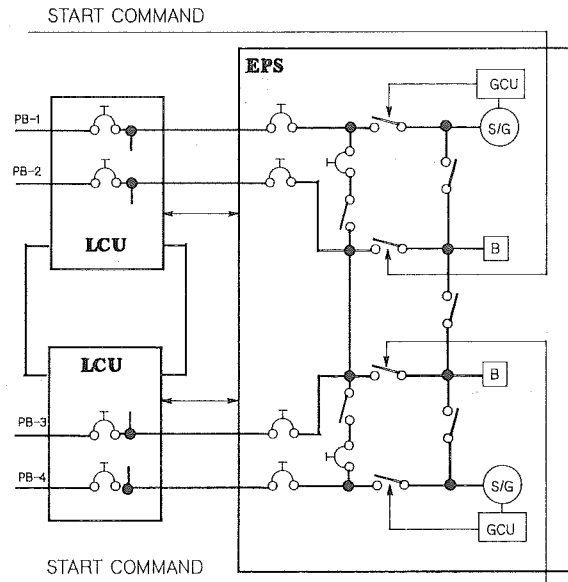 START COMMAND
EPS
GCU
PB-1
S/G
PB-2
LCU
B
LCU
B
PB-3
PB-4
S/G
GCU
START COMMAND